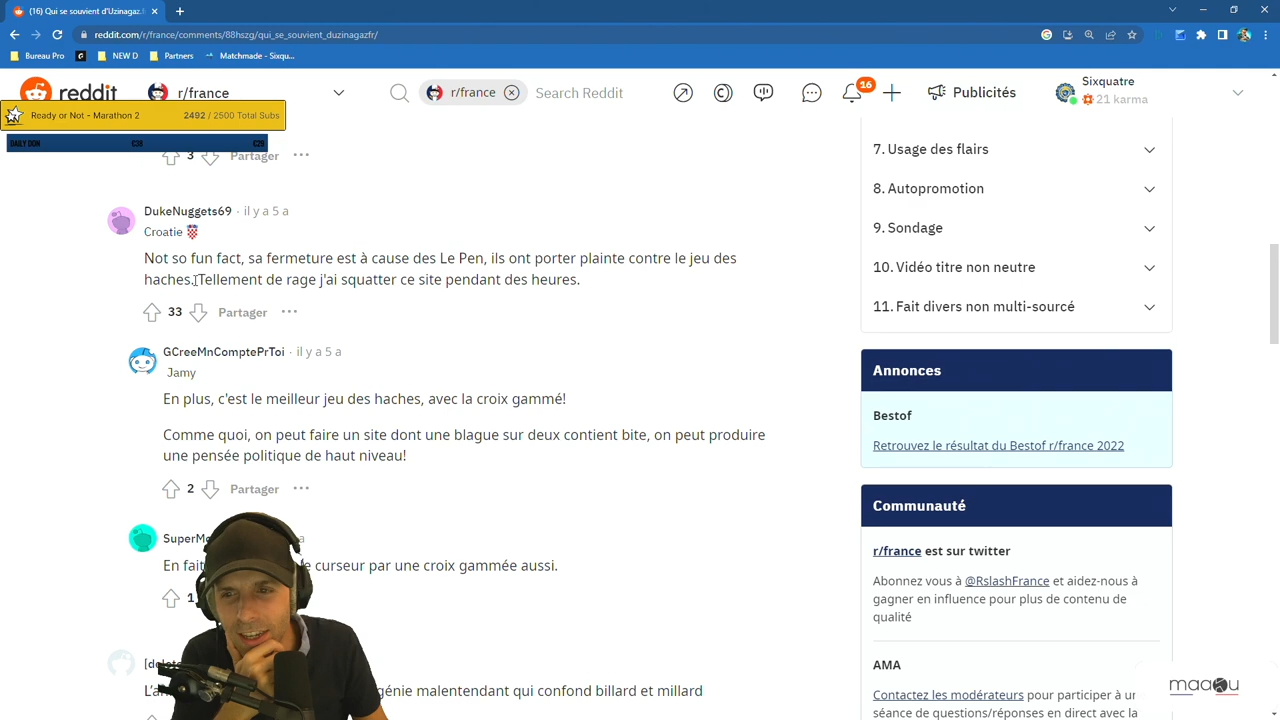 (16) Qui se souvient d'Uzinagaz.
reddit.com/r/france/comments/88hszg/qui_se_souvient_duzinagaz/
Bureau Pro
NEW D
Partners
Matchmade - Sixqu...
reddit
r/france
r/france
Search Reddit
16
Publicités
Sixquatre
21 karma
Ready or Not - Marathon 2
2492 / 2500 Total Subs
DAILY DON
€38
3
Partager
DukeNuggets69 · il y a 5 a
Croatie
Not so fun fact, sa fermeture est à cause des Le Pen, ils ont porter plainte contre le jeu des
haches. Tellement de rage j'ai squatter ce site pendant des heures.
33
Partager
GCreeMnComptePrToi · il y a 5 a
Jamy
En plus, c'est le meilleur jeu des haches, avec la croix gammé!
Comme quoi, on peut faire un site dont une blague sur deux contient bite, on peut produire
une pensée politique de haut niveau!
2
Partager
En fait
curseur par une croix gammée aussi.
1
génie malentendant qui confond billard et millard
7. Usage des flairs
8. Autopromotion
9. Sondage
10. Vidéo titre non neutre
11. Fait divers non multi-sourcé
Annonces
Bestof
Retrouvez le résultat du Bestof r/france 2022
Communauté
r/france est sur twitter
Abonnez vous à @RslashFrance et aidez-nous à
gagner en influence pour plus de contenu de
qualité
AMA
Contactez les modérateurs pour participer à un
séance de questions/réponses en direct avec la
maaku